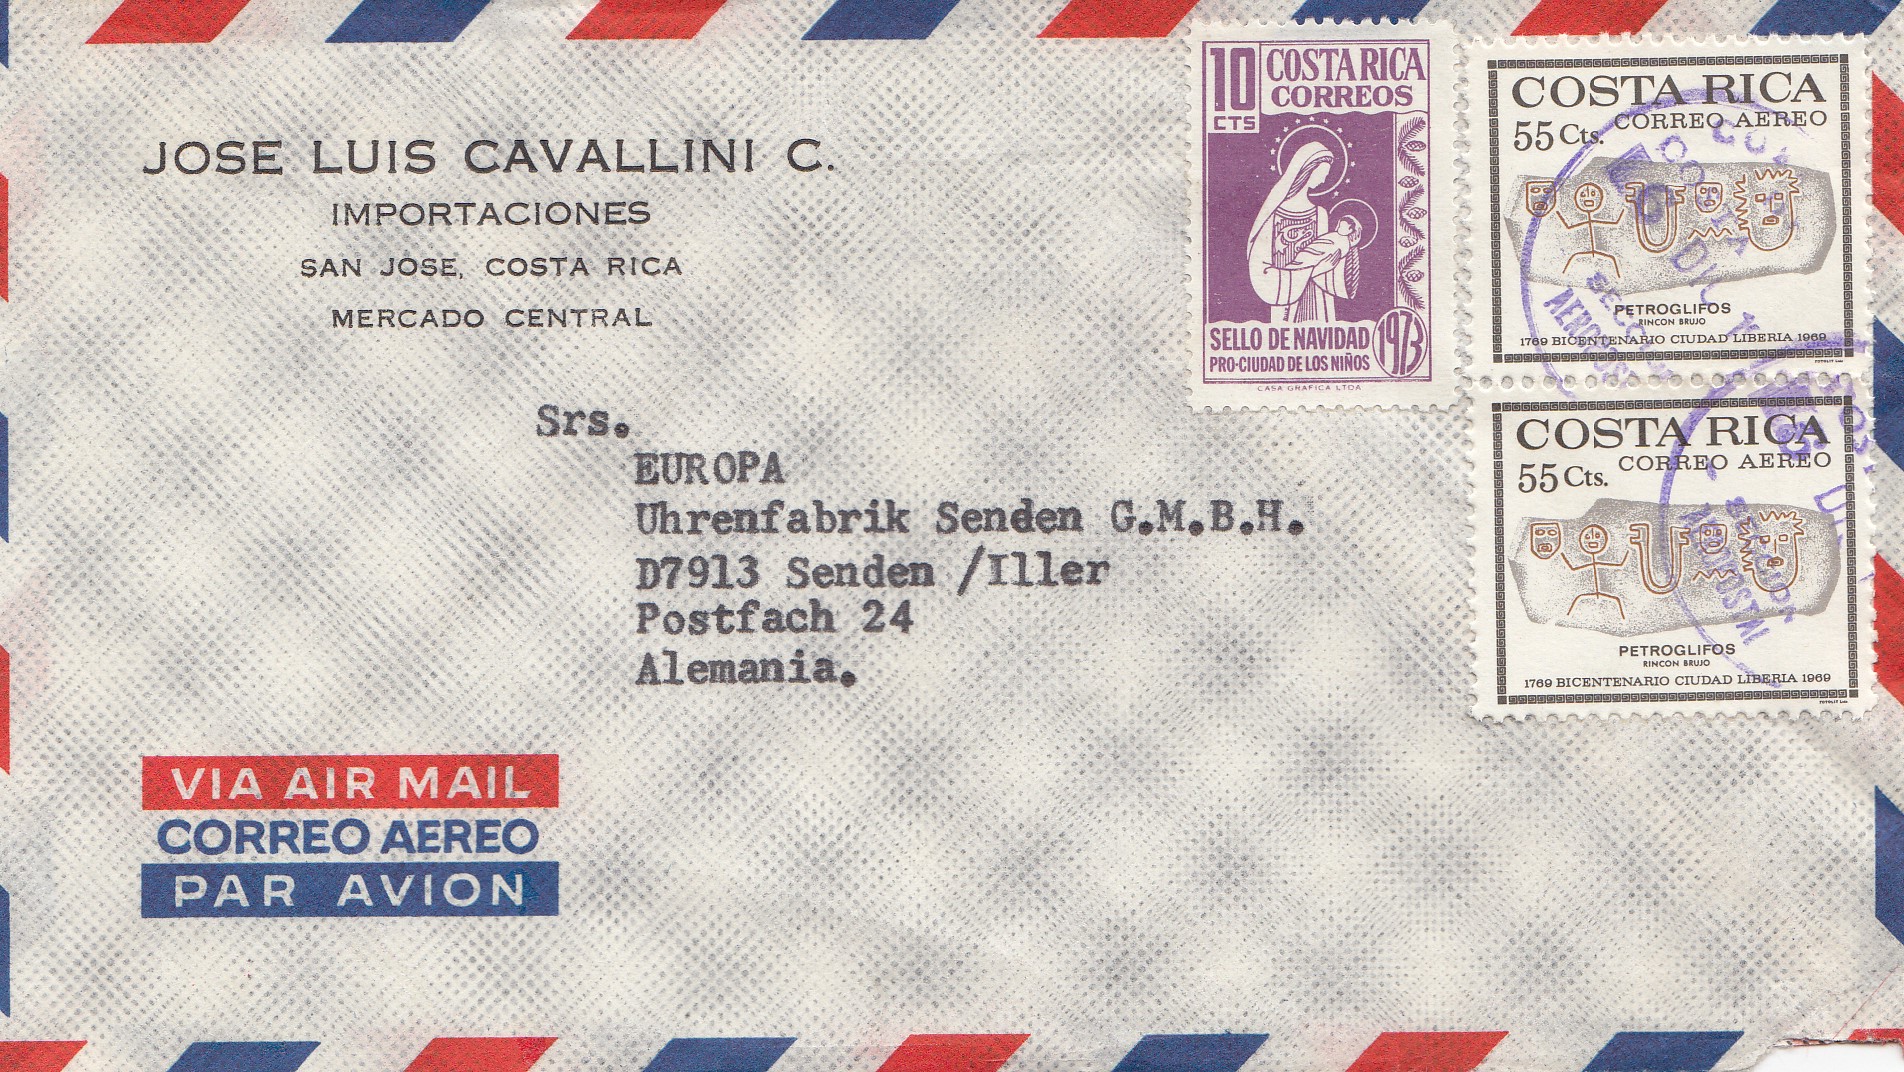 JOSE LUIS CAVALLINI C.
IMPORTACIONES
SAN JOSE, COSTA RICA
MERCADO CENTRAL
10 COSTA RICA
CTS CORREOS
SELLO DE NAVIDAD
PRO-CIUDAD DE LOS NIÑOS
1973
CASA GRAFICA LTDA
COSTA RICA
55 Cts. CORREO AEREO
PETROGLIFOS
RINCON BRUJO
1769 BICENTENARIO CIUDAD LIBERIA 1969
COSTA RICA
55 Cts. CORREO AEREO
PETROGLIFOS
RINCON BRUJO
1769 BICENTENARIO CIUDAD LIBERIA 1969
Srs.
EUROPA
Uhrenfabrik Senden G.M.B.H.
D7913 Senden /Iller
Postfach 24
Alemania.
VIA AIR MAIL
CORREO AEREO
PAR AVION